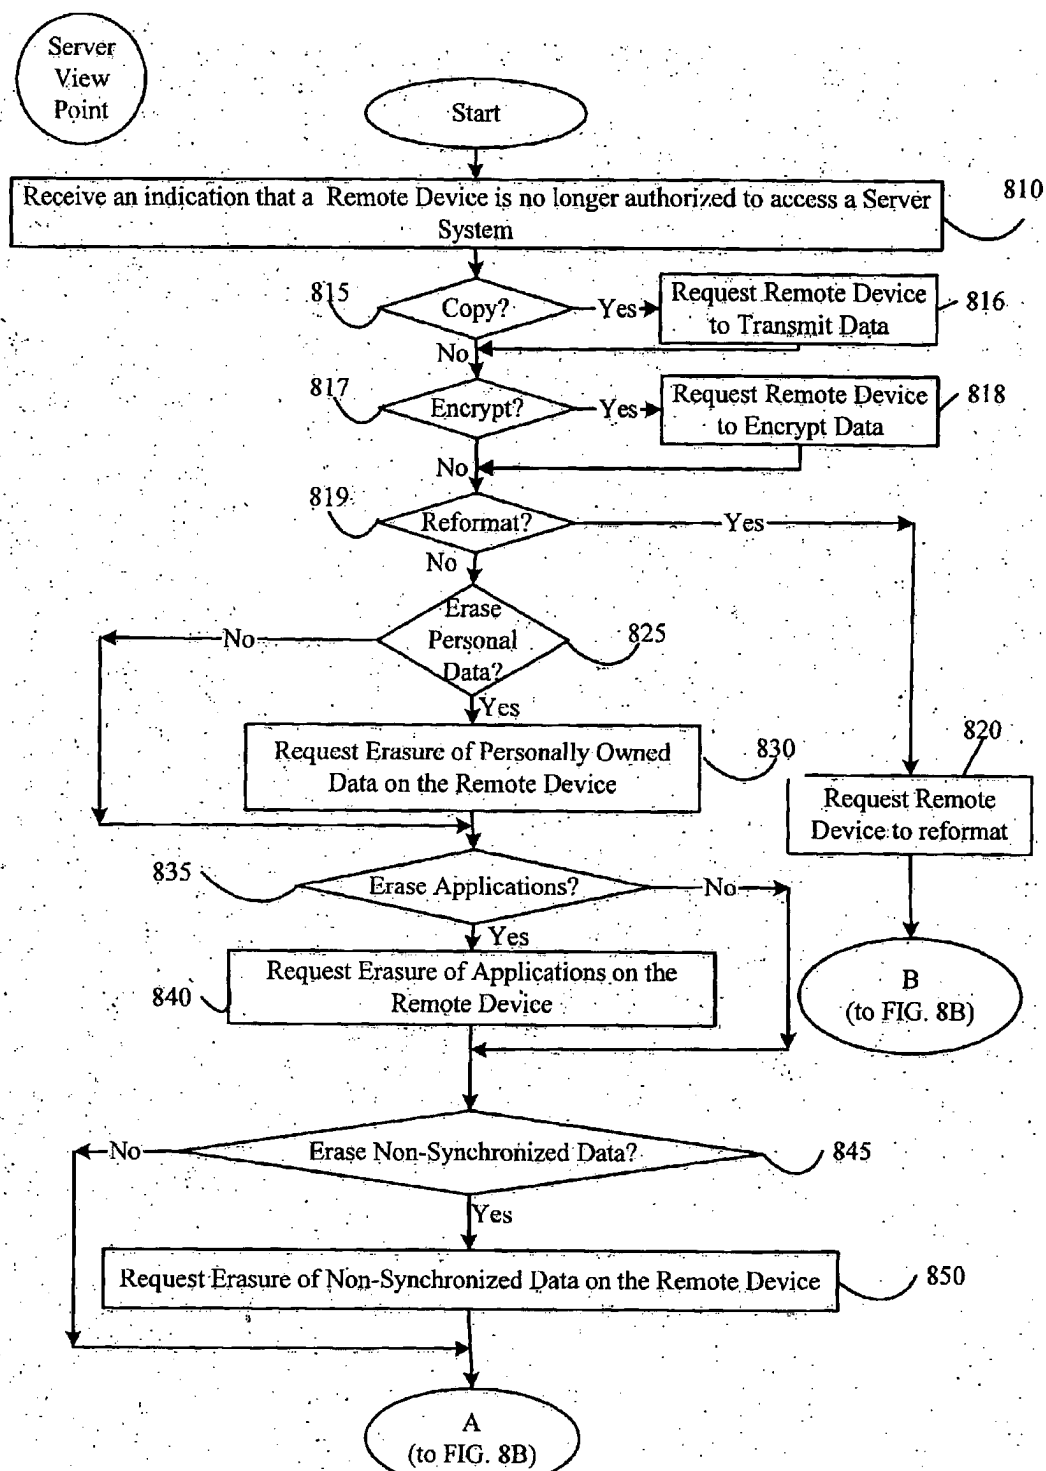 Server
View
Point
Start
Receive an indication that a Remote Device is no longer authorized to access a Server
System
810
815
Copy?
Yes
Request Remote Device
to Transmit Data
816
No
817
Encrypt?
Yes
Request Remote Device
to Encrypt Data
818
No
819
Reformat?
Yes
No
Erase
Personal
Data?
825
No
Yes
Request Erasure of Personally Owned
Data on the Remote Device
830
820
Request Remote
Device to reformat
835
Erase Applications?
No
Yes
Request Erasure of Applications on the
Remote Device
840
B
(to FIG. 8B)
No
Erase Non-Synchronized Data?
845
Yes
Request Erasure of Non-Synchronized Data on the Remote Device
850
A
(to FIG. 8B)